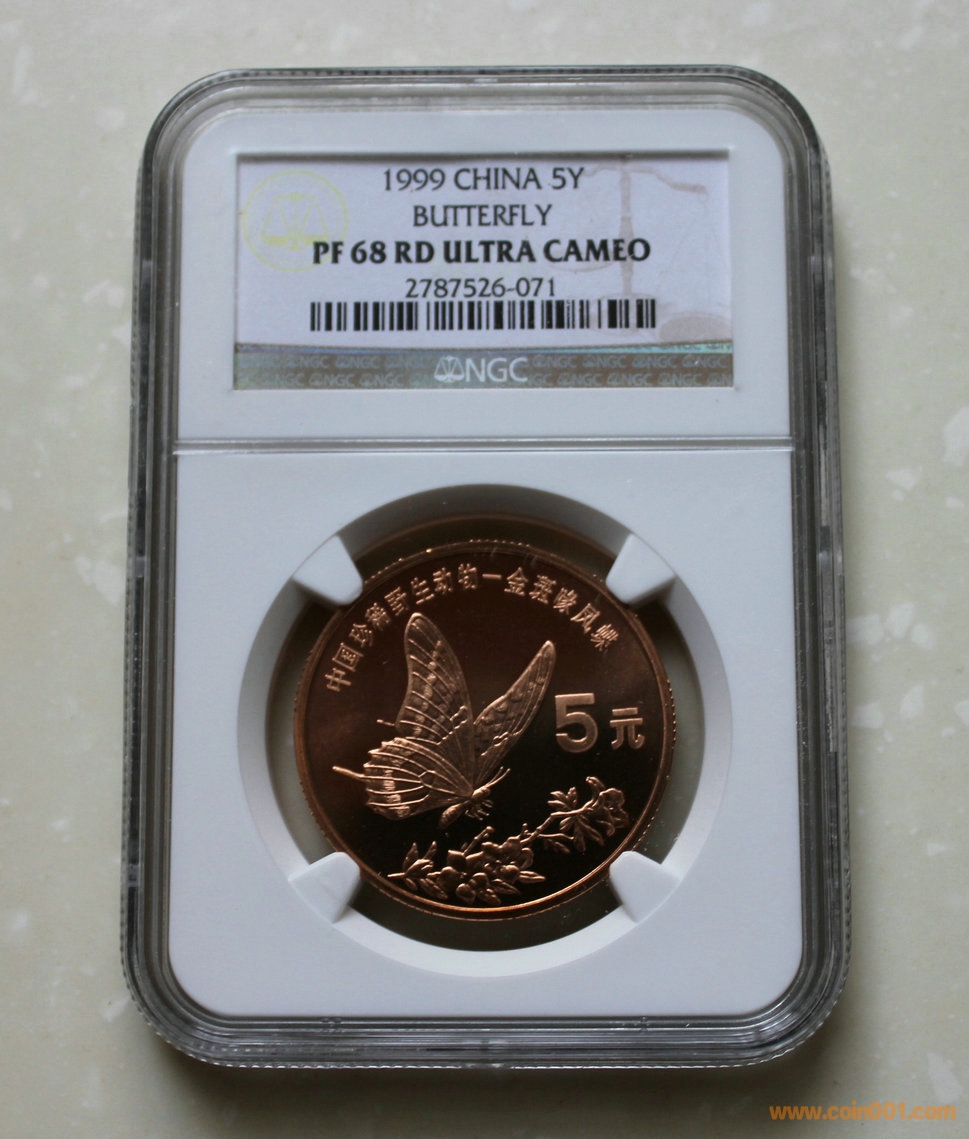 1999 CHINA 5Y
BUTTERFLY
PF 68 RD ULTRA CAMEO
2787526-071
NGC
中国珍稀野生动物—金斑喙凤蝶
5元
www.coin001.com